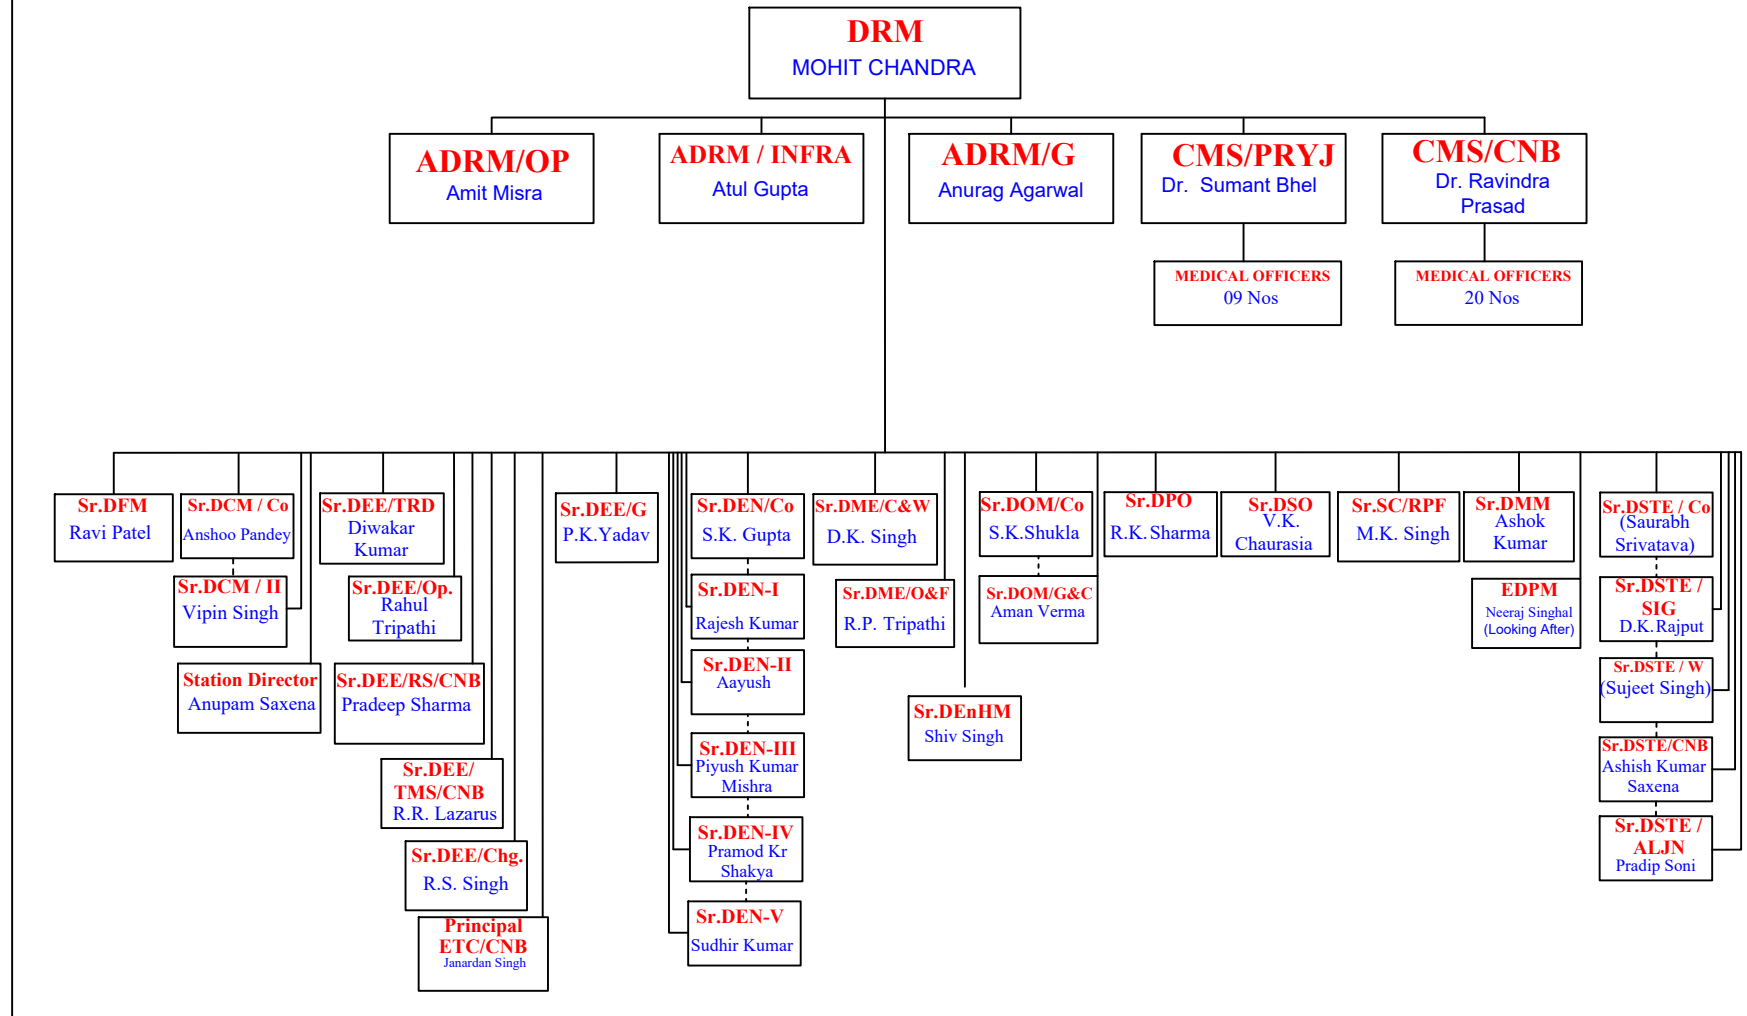 DRM
MOHIT CHANDRA
ADRM/OP
Amit Misra
ADRM / INFRA
Atul Gupta
ADRM/G
Anurag Agarwal
CMS/PRYJ
Dr. Sumant Bhel
CMS/CNB
Dr. Ravindra
Prasad
MEDICAL OFFICERS
09 Nos
MEDICAL OFFICERS
20 Nos
Sr.DFM
Ravi Patel
Sr.DCM / Co
Anshoo Pandey
Sr.DCM / II
Vipin Singh
Station Director
Anupam Saxena
Sr.DEE/TRD
Diwakar
Kumar
Sr.DEE/Op.
Rahul
Tripathi
Sr.DEE/RS/CNB
Pradeep Sharma
Sr.DEE/
TMS/CNB
R.R. Lazarus
Sr.DEE/Chg.
R.S. Singh
Principal
ETC/CNB
Janardan Singh
Sr.DEE/G
P.K.Yadav
Sr.DEN/Co
S.K. Gupta
Sr.DEN-I
Rajesh Kumar
Sr.DEN-II
Aayush
Sr.DEN-III
Piyush Kumar
Mishra
Sr.DEN-IV
Pramod Kr
Shakya
Sr.DEN-V
Sudhir Kumar
Sr.DME/C&W
D.K. Singh
Sr.DME/O&F
R.P. Tripathi
Sr.DEnHM
Shiv Singh
Sr.DOM/Co
S.K.Shukla
Sr.DOM/G&C
Aman Verma
Sr.DPO
R.K.Sharma
Sr.DSO
V.K.
Chaurasia
Sr.SC/RPF
M.K. Singh
Sr.DMM
Ashok
Kumar
EDPM
Neeraj Singhal
(Looking After)
Sr.DSTE / Co
(Saurabh
Srivatava)
Sr.DSTE /
SIG
D.K.Rajput
Sr.DSTE / W
(Sujeet Singh)
Sr.DSTE/CNB
Ashish Kumar
Saxena
Sr.DSTE /
ALJN
Pradip Soni